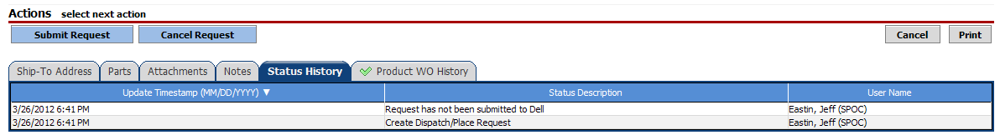 Actions select next action
Submit Request Cancel Request Cancel Print
Ship-To Address Parts Attachments Notes Status History Product WO History
Update Timestamp (MM/DD/YYYY) ▼ Status Description User Name
3/26/2012 6:41 PM Request has not been submitted to Dell Eastin, Jeff (SPOC)
3/26/2012 6:41 PM Create Dispatch/Place Request Eastin, Jeff (SPOC)